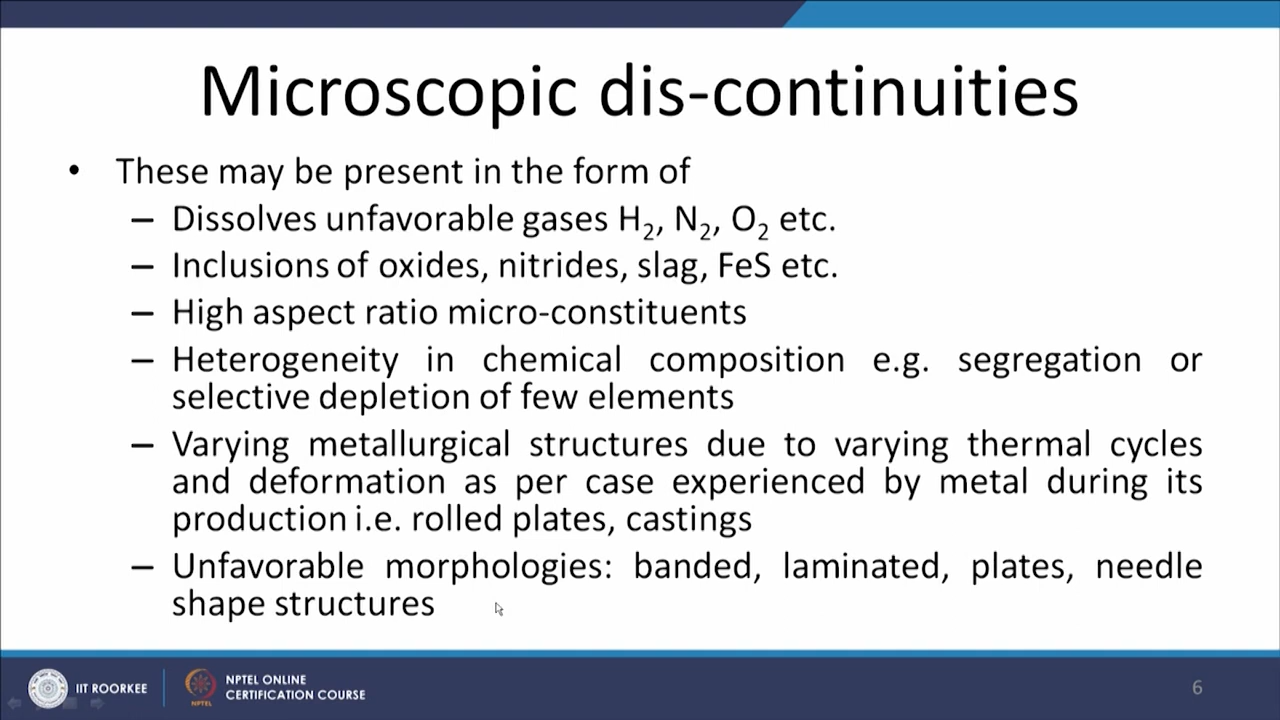 Microscopic dis-continuities
• These may be present in the form of
– Dissolves unfavorable gases H₂, N₂, O₂ etc.
– Inclusions of oxides, nitrides, slag, FeS etc.
– High aspect ratio micro-constituents
– Heterogeneity in chemical composition e.g. segregation or
selective depletion of few elements
– Varying metallurgical structures due to varying thermal cycles
and deformation as per case experienced by metal during its
production i.e. rolled plates, castings
– Unfavorable morphologies: banded, laminated, plates, needle
shape structures
IIT ROORKEE
NPTEL
NPTEL ONLINE
CERTIFICATION COURSE
6